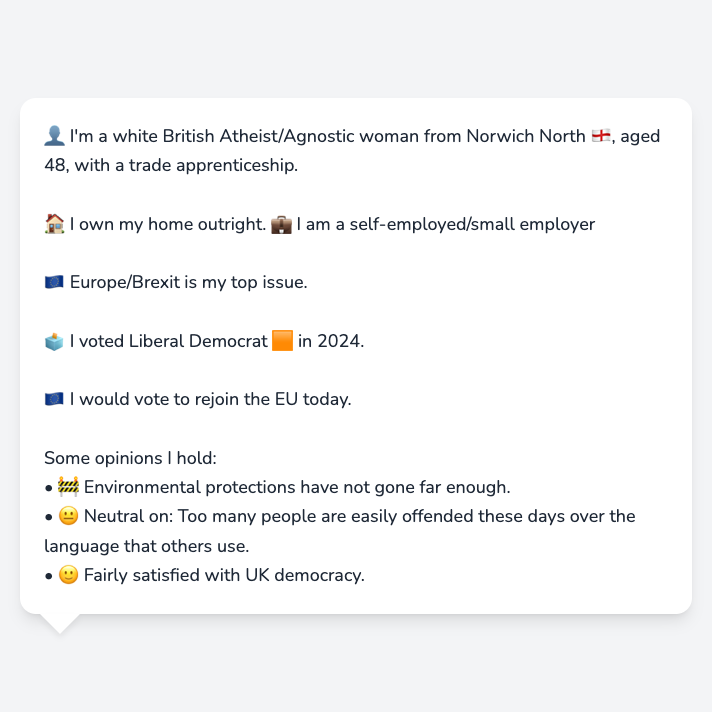 👤 I'm a white British Atheist/Agnostic woman from Norwich North 🏴󠁧󠁢󠁥󠁮󠁧󠁿, aged
48, with a trade apprenticeship.
🏠 I own my home outright. 💼 I am a self-employed/small employer
🇪🇺 Europe/Brexit is my top issue.
🗳️ I voted Liberal Democrat 🟧 in 2024.
🇪🇺 I would vote to rejoin the EU today.
Some opinions I hold:
• 🚧 Environmental protections have not gone far enough.
• 😐 Neutral on: Too many people are easily offended these days over the
language that others use.
• 🙂 Fairly satisfied with UK democracy.